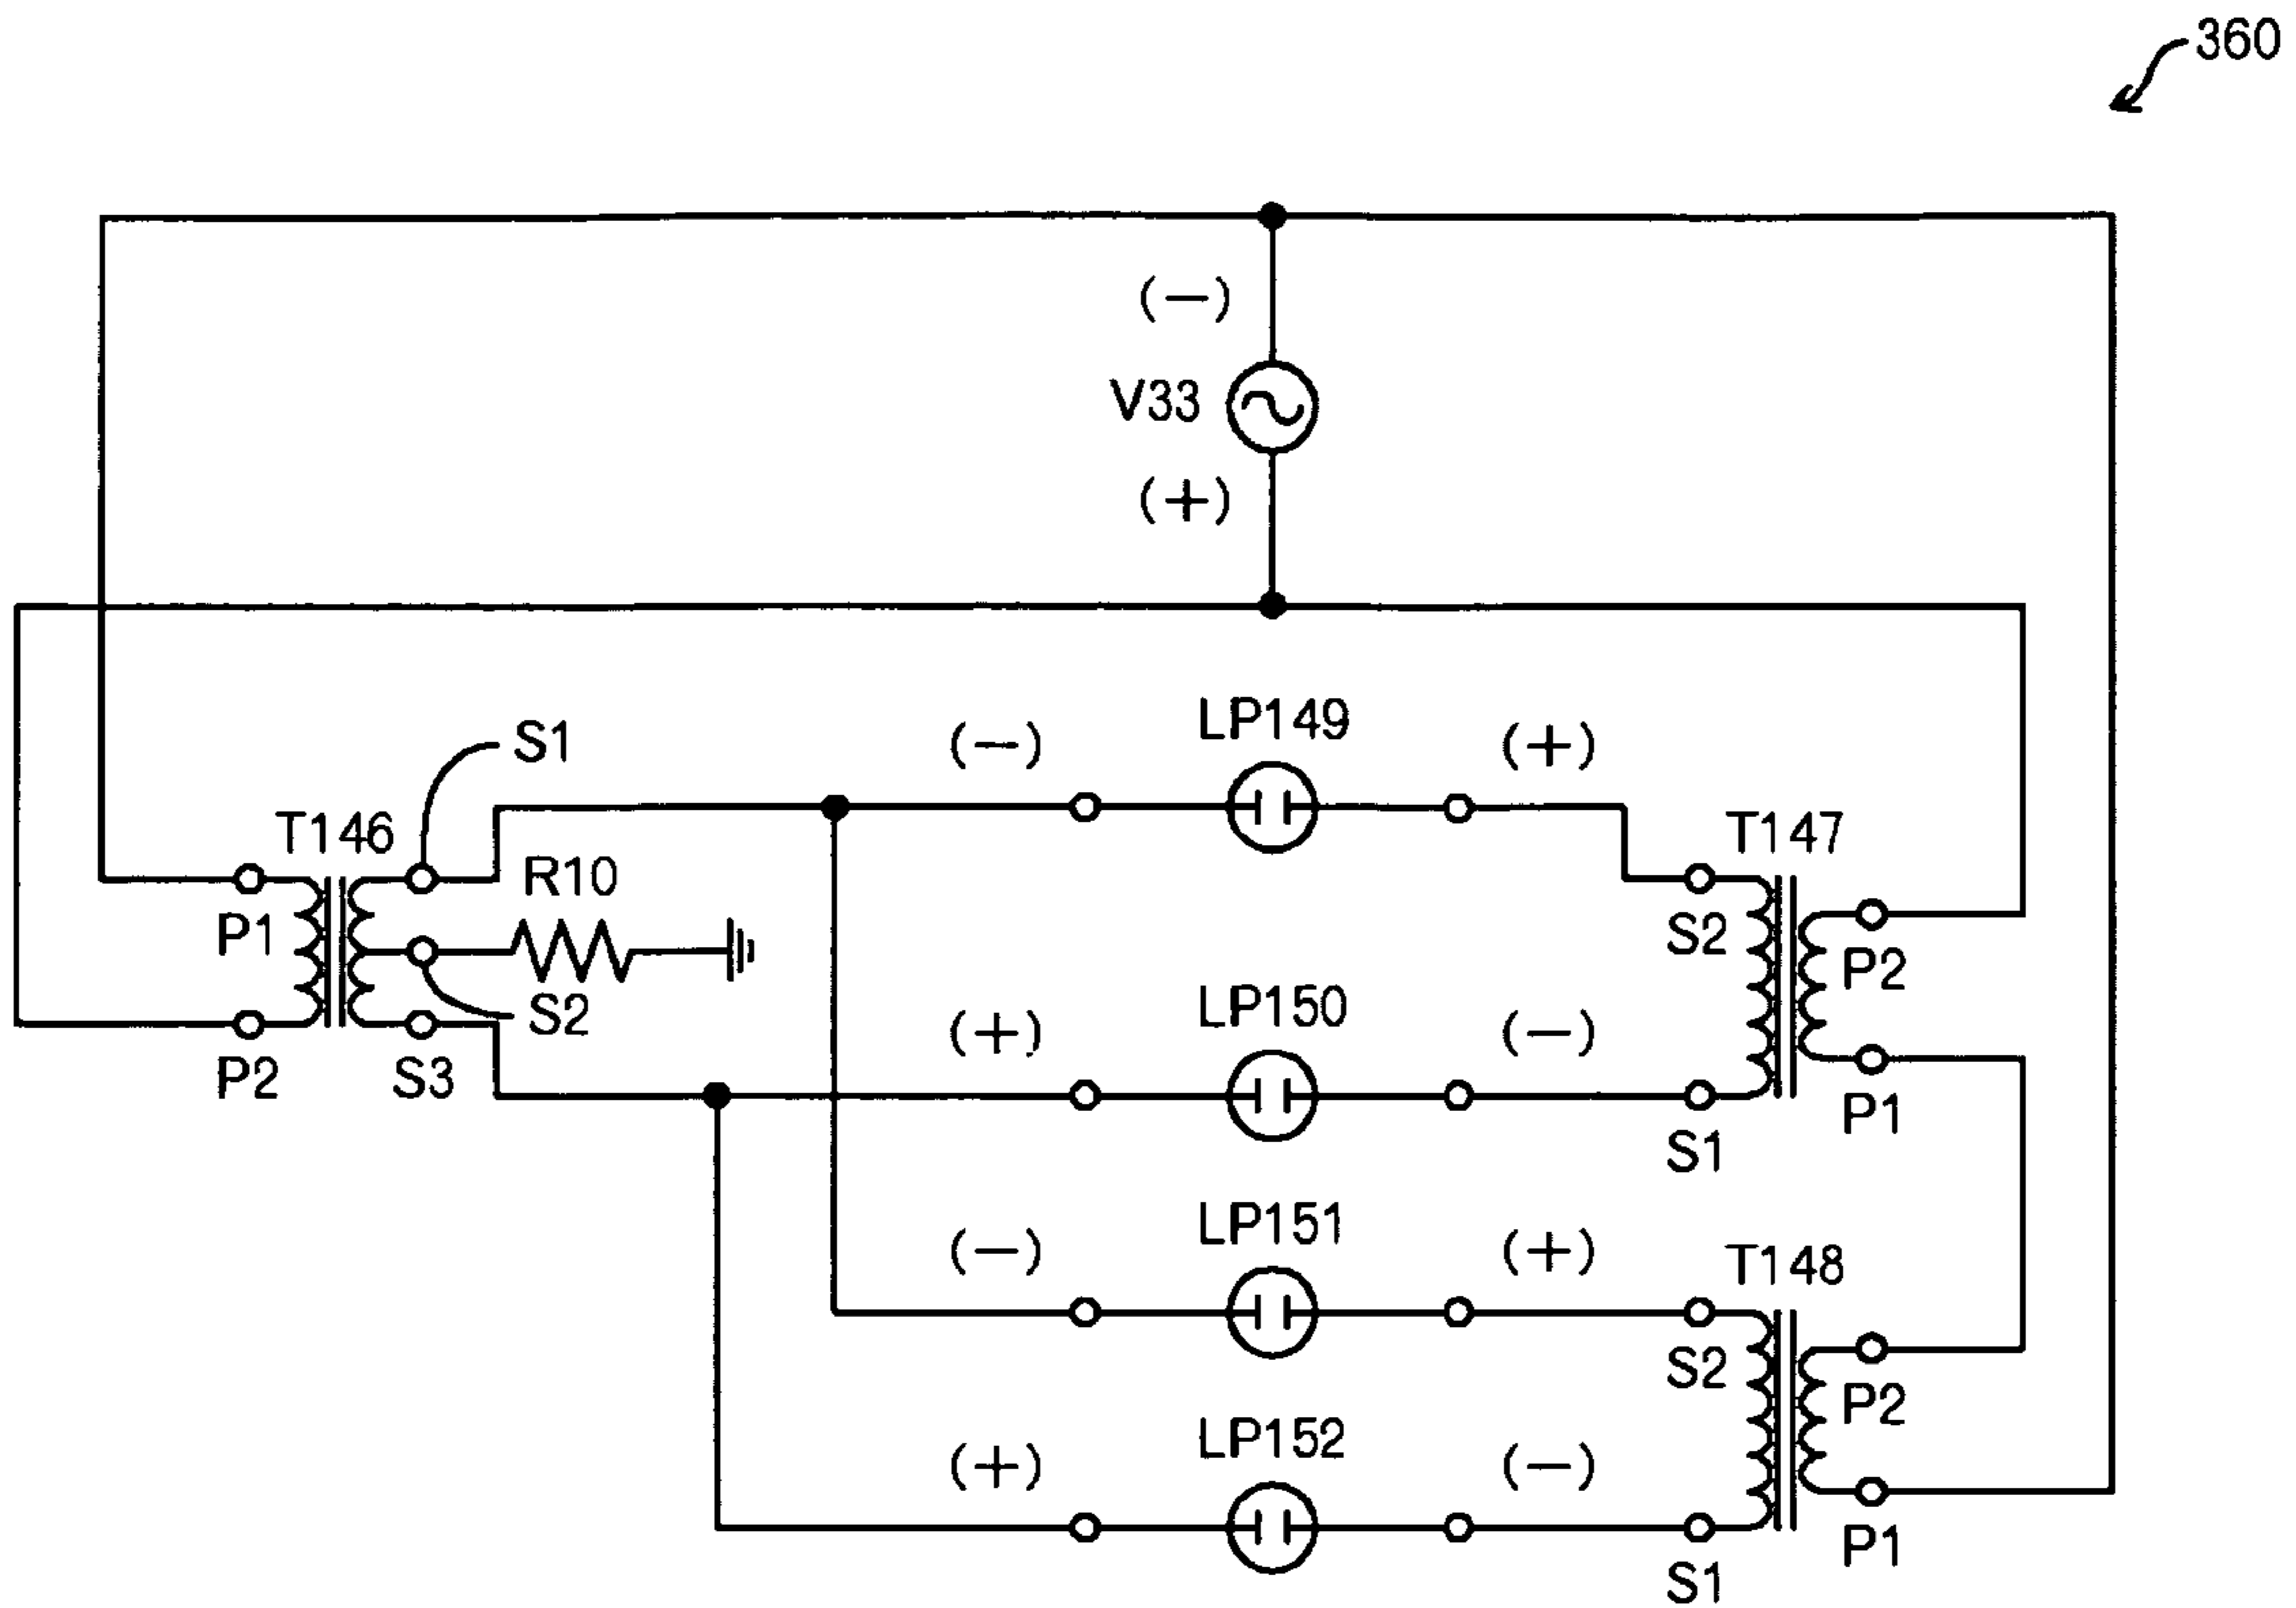 360
(−)
V33
(+)
S1
(−)
LP149
(+)
T146
T147
R10
P1
S2
P2
S2
LP150
(+)
(−)
P2
S3
P1
S1
LP151
(−)
(+)
T148
S2
P2
LP152
(+)
(−)
P1
S1